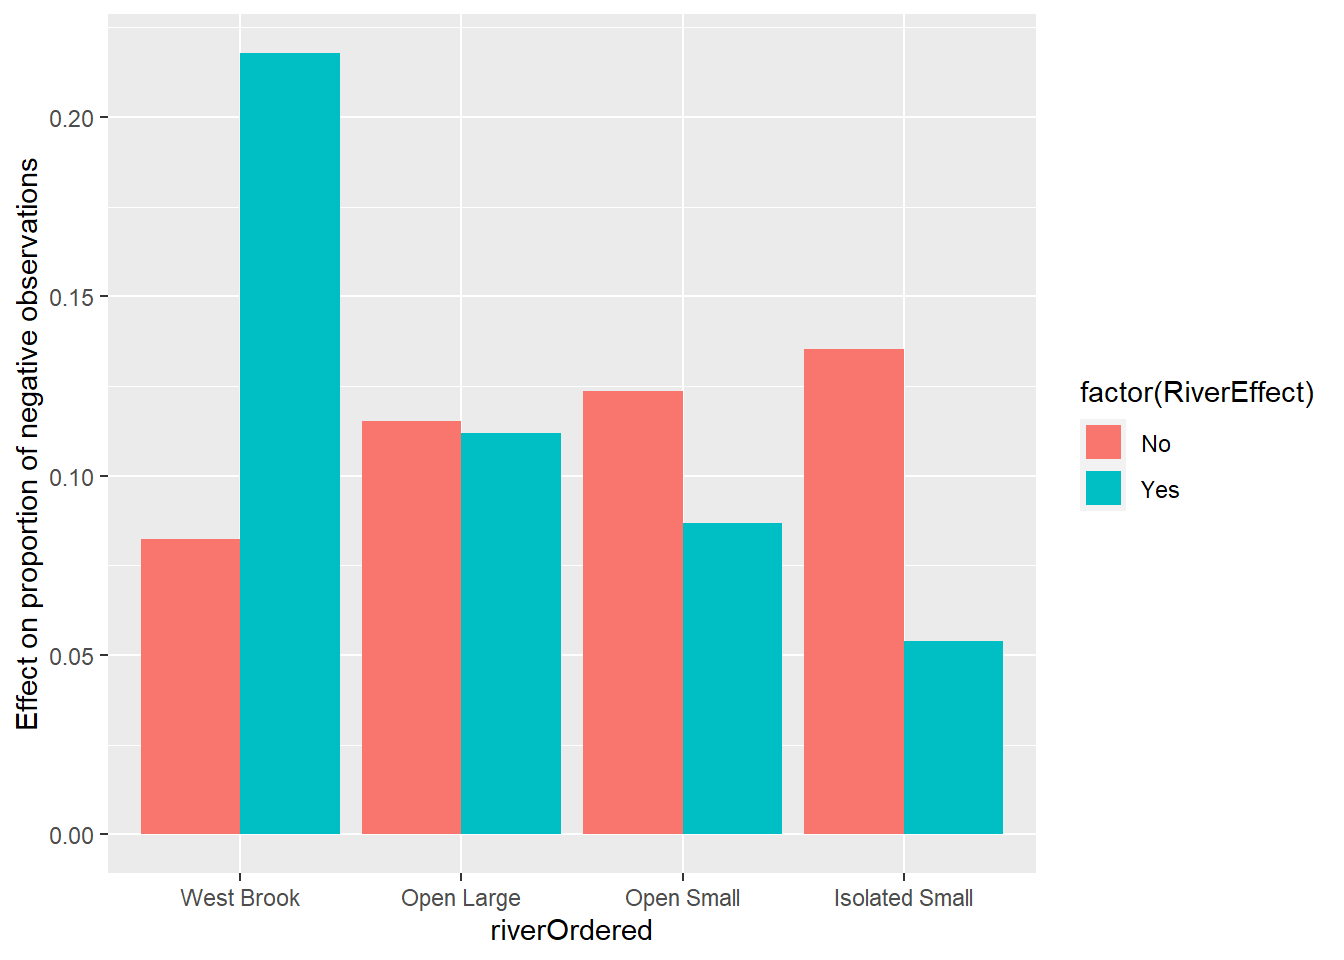 Effect on proportion of negative observations
0.20
0.15
0.10
0.05
0.00
West Brook
Open Large
Open Small
Isolated Small
riverOrdered
factor(RiverEffect)
No
Yes